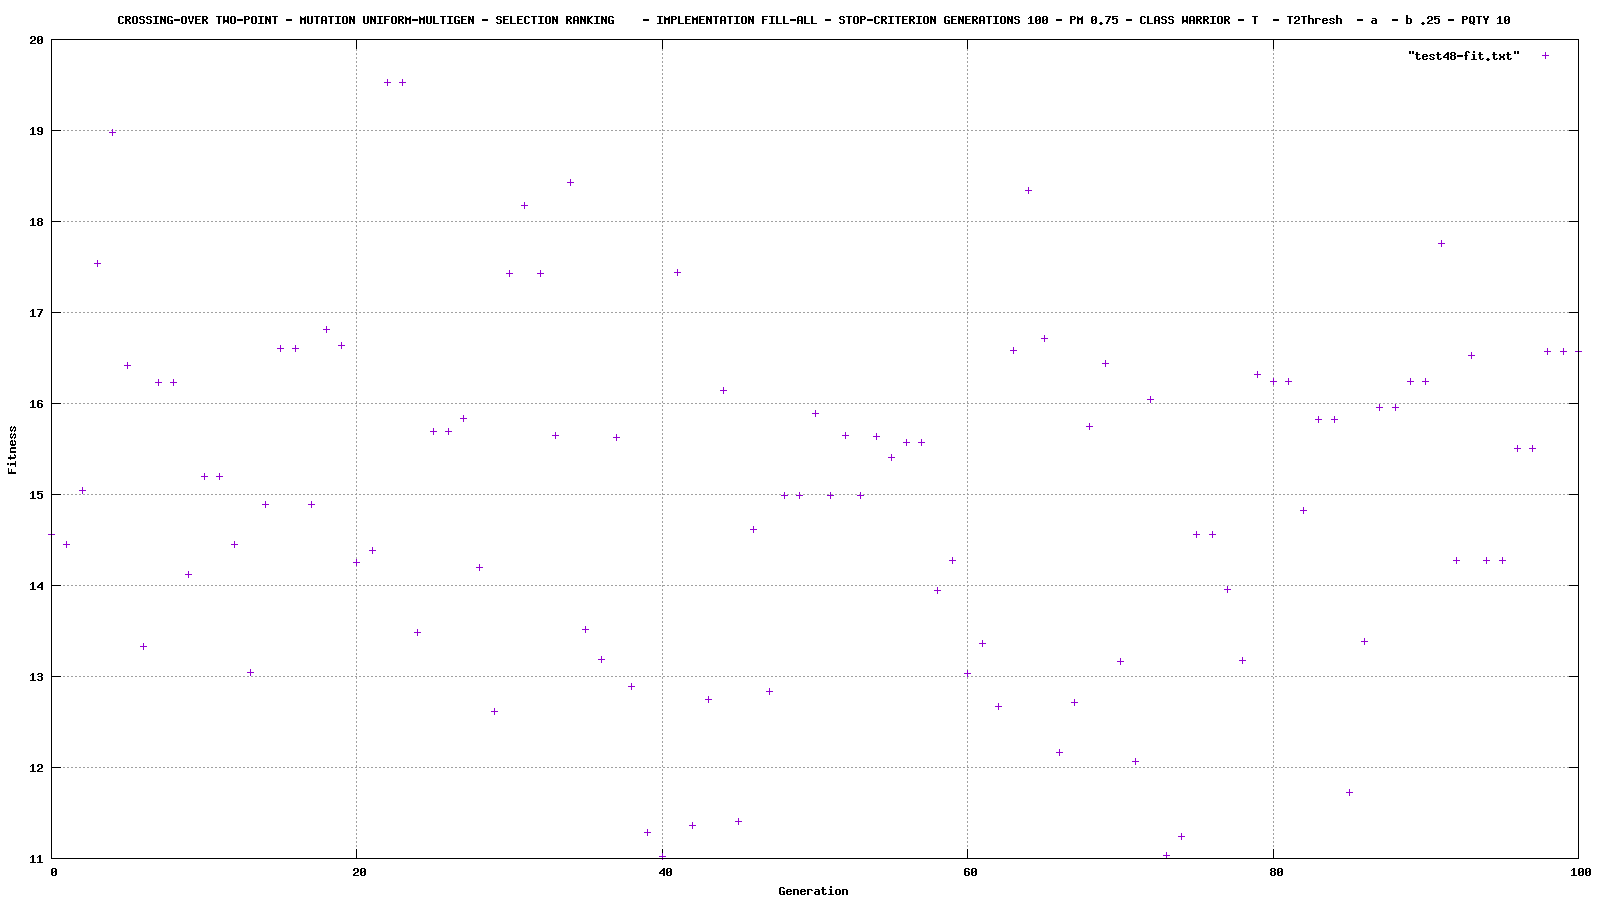 CROSSING-OVER TWO-POINT - MUTATION UNIFORM-MULTIGEN - SELECTION RANKING    - IMPLEMENTATION FILL-ALL - STOP-CRITERION GENERATIONS 100 - PM 0.75 - CLASS WARRIOR - T  - T2Thresh  - a  - b .25 - PQTY 10
"test48-fit.txt"
20
19
18
17
16
15
14
13
12
11
Fitness
0 20 40 60 80 100
Generation